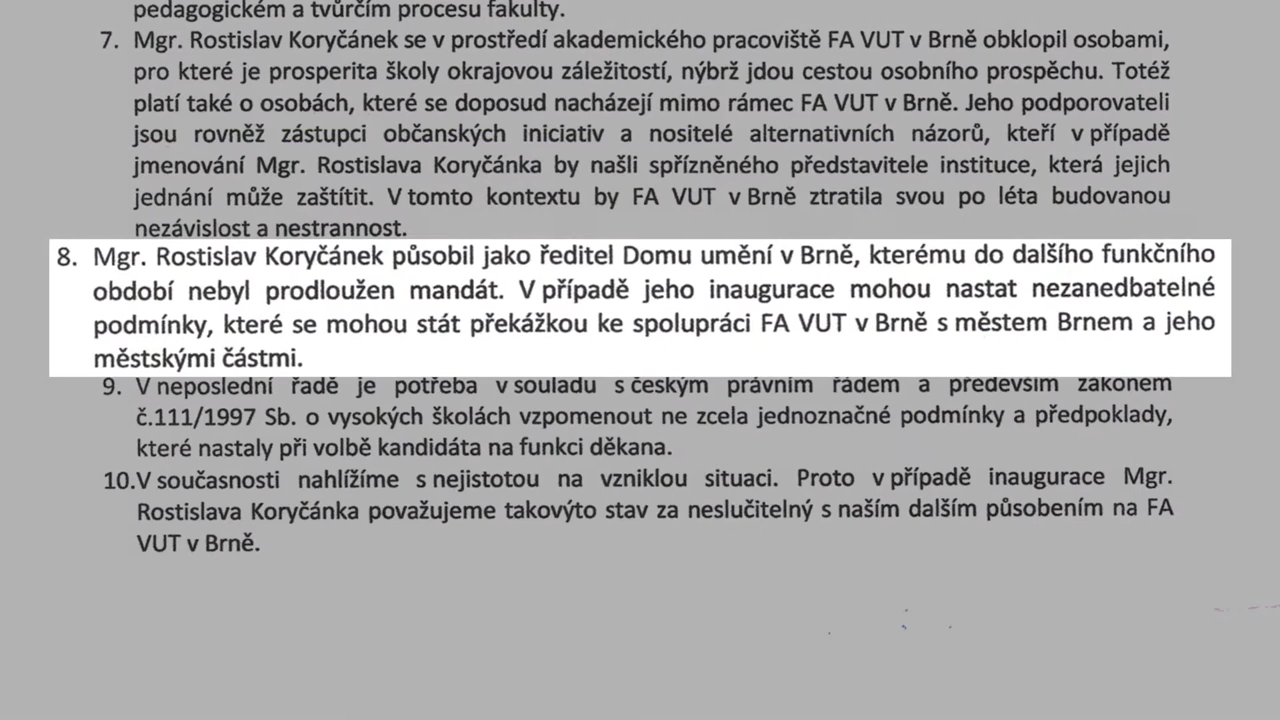 pedagogickém a tvůrčím procesu fakulty.
7. Mgr. Rostislav Koryčánek se v prostředí akademického pracoviště FA VUT v Brně obklopil osobami,
pro které je prosperita školy okrajovou záležitostí, nýbrž jdou cestou osobního prospěchu. Totéž
platí také o osobách, které se doposud nacházejí mimo rámec FA VUT v Brně. Jeho podporovateli
jsou rovněž zástupci občanských iniciativ a nositelé alternativních názorů, kteří v případě
jmenování Mgr. Rostislava Koryčánka by našli spřízněného představitele instituce, která jejich
jednání může zaštítit. V tomto kontextu by FA VUT v Brně ztratila svou po léta budovanou
nezávislost a nestrannost.
8. Mgr. Rostislav Koryčánek působil jako ředitel Domu umění v Brně, kterému do dalšího funkčního
období nebyl prodloužen mandát. V případě jeho inaugurace mohou nastat nezanedbatelné
podmínky, které se mohou stát překážkou ke spolupráci FA VUT v Brně s městem Brnem a jeho
městskými částmi.
9. V neposlední řadě je potřeba v souladu s českým právním řádem a především zákonem
č.111/1997 Sb. o vysokých školách vzpomenout ne zcela jednoznačné podmínky a předpoklady,
které nastaly při volbě kandidáta na funkci děkana.
10.V současnosti nahlížíme s nejistotou na vzniklou situaci. Proto v případě inaugurace Mgr.
Rostislava Koryčánka považujeme takovýto stav za neslučitelný s naším dalším působením na FA
VUT v Brně.